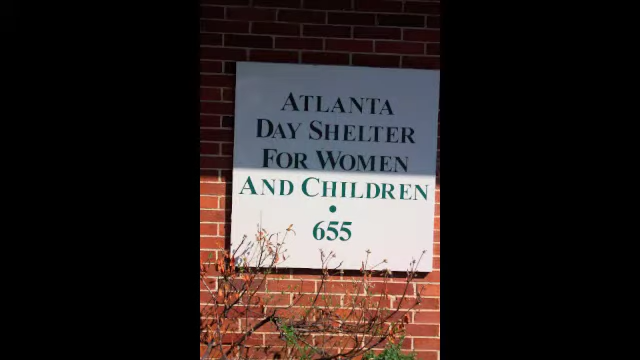 ATLANTA
DAY SHELTER
FOR WOMEN
AND CHILDREN
•
655